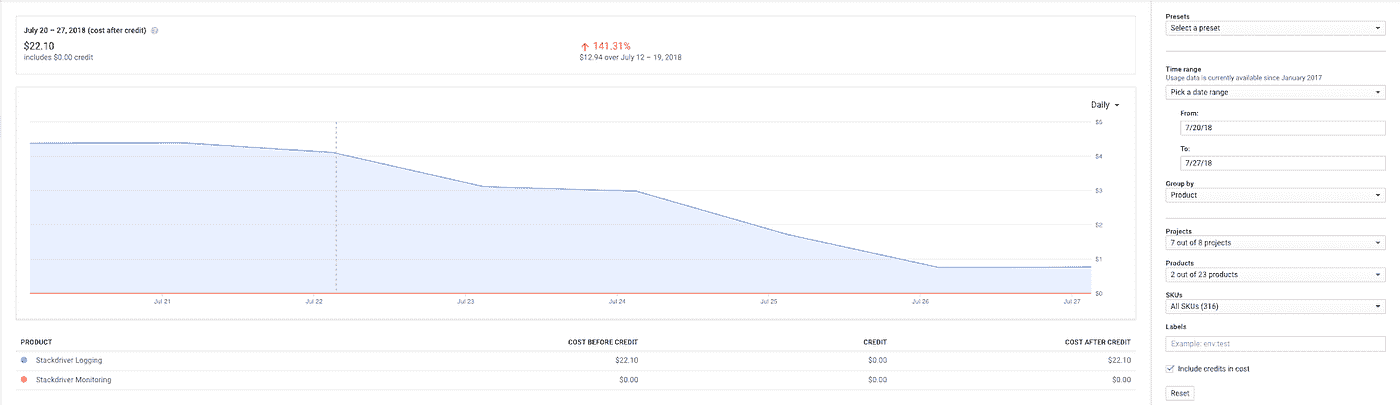 July 20 – 27, 2018 (cost after credit)
$22.10
includes $0.00 credit
141.31%
$12.94 over July 12 – 19, 2018
Daily
$5
$4
$3
$2
$1
$0
Jul 21
Jul 22
Jul 23
Jul 24
Jul 25
Jul 26
Jul 27
PRODUCT COST BEFORE CREDIT CREDIT COST AFTER CREDIT
Stackdriver Logging $22.10 $0.00 $22.10
Stackdriver Monitoring $0.00 $0.00 $0.00
Presets
Select a preset
Time range
Usage data is currently available since January 2017
Pick a date range
From:
7/20/18
To:
7/27/18
Group by
Product
Projects
7 out of 8 projects
Products
2 out of 23 products
SKUs
All SKUs (316)
Labels
Example: env:test
Include credits in cost
Reset